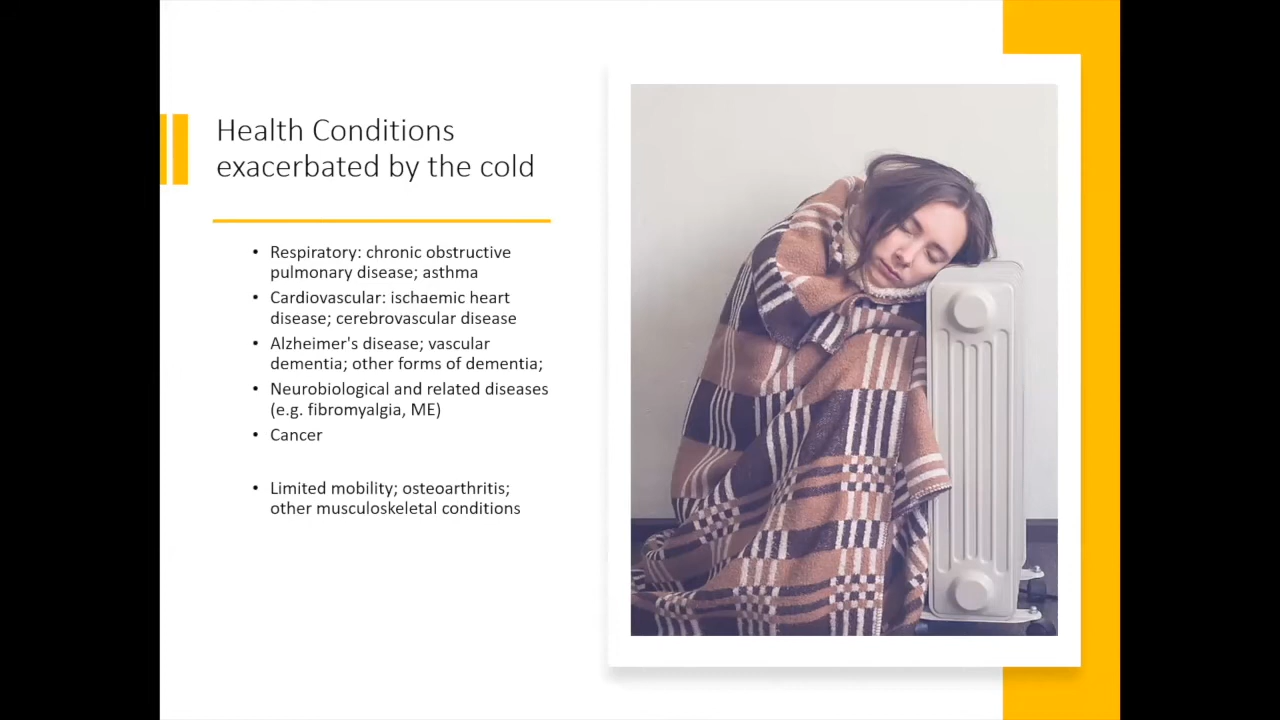 Health Conditions
exacerbated by the cold
• Respiratory: chronic obstructive
pulmonary disease; asthma
• Cardiovascular: ischaemic heart
disease; cerebrovascular disease
• Alzheimer's disease; vascular
dementia; other forms of dementia;
• Neurobiological and related diseases
(e.g. fibromyalgia, ME)
• Cancer
• Limited mobility; osteoarthritis;
other musculoskeletal conditions